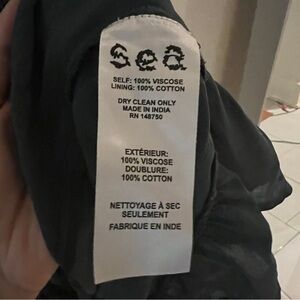 sea
SELF: 100% VISCOSE
LINING: 100% COTTON
DRY CLEAN ONLY
MADE IN INDIA
RN 148750
EXTÉRIEUR:
100% VISCOSE
DOUBLURE:
100% COTTON
NETTOYAGE À SEC
SEULEMENT
FABRIQUE EN INDE